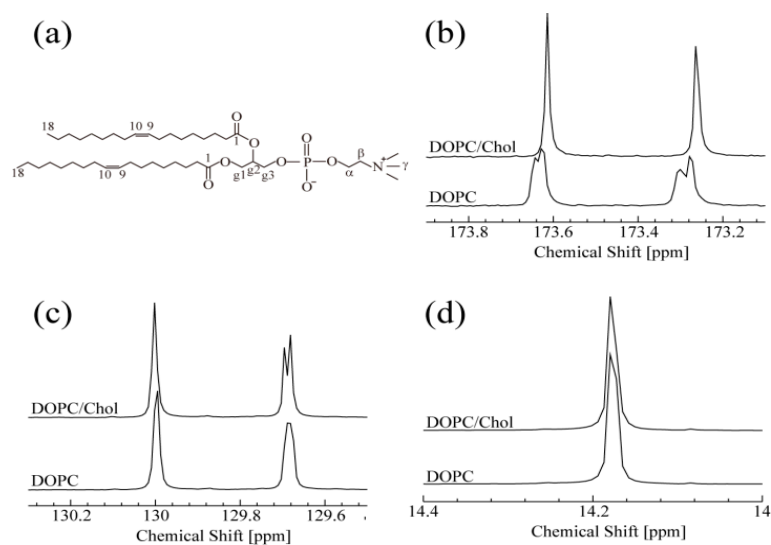 (a)
18
10 9
O
1
O
O
18
10 9
1
O
O
g1 g2 g3
O
P
O
O
O⁻
α
β
N⁺
γ
(b)
DOPC/Chol
DOPC
173.8 173.6 173.4 173.2
Chemical Shift [ppm]
(c)
DOPC/Chol
DOPC
130.2 130 129.8 129.6
Chemical Shift [ppm]
(d)
DOPC/Chol
DOPC
14.4 14.2 14
Chemical Shift [ppm]